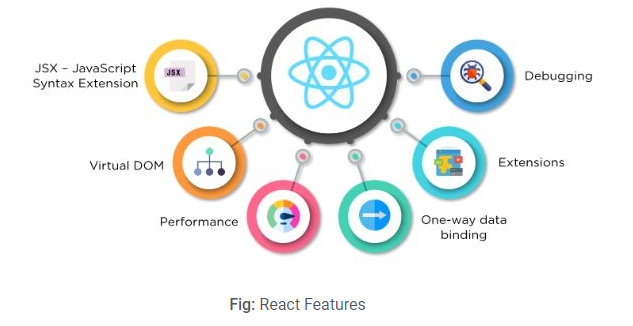 JSX – JavaScript
Syntax Extension
JSX
Debugging
Virtual DOM
Extensions
Performance
One-way data
binding
Fig: React Features